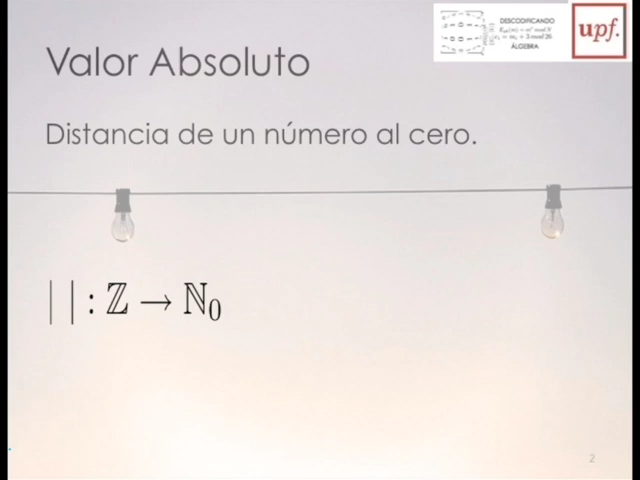 DESCODIFICANDO
ÁLGEBRA
upf.
Valor Absoluto
Distancia de un número al cero.
| | : ℤ → ℕ₀
2